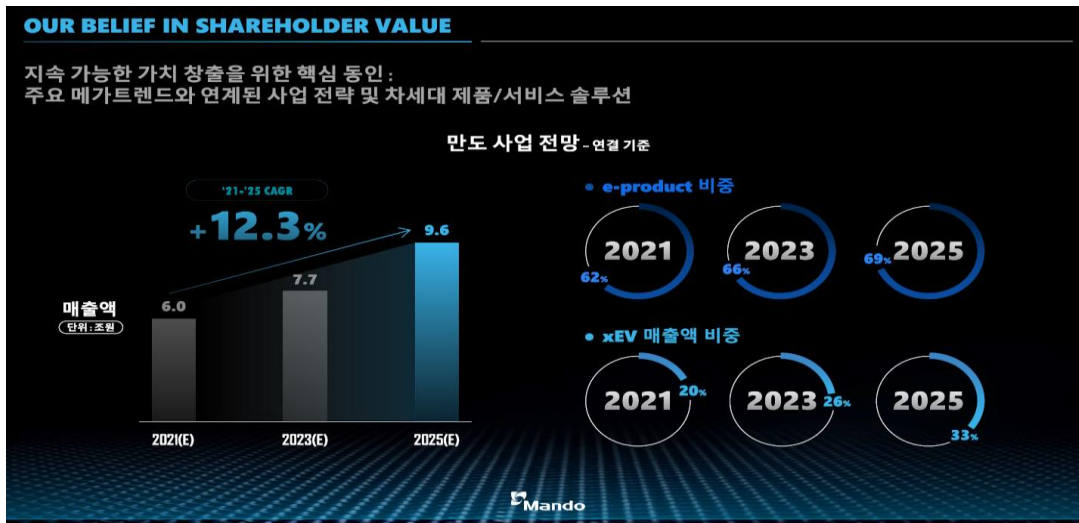 OUR BELIEF IN SHAREHOLDER VALUE
지속 가능한 가치 창출을 위한 핵심 동인 :
주요 메가트렌드와 연계된 사업 전략 및 차세대 제품/서비스 솔루션
만도 사업 전망 - 연결 기준
'21-'25 CAGR
+12.3%
매출액
단위 : 조원
6.0
7.7
9.6
2021(E)
2023(E)
2025(E)
• e-product 비중
2021
62%
2023
66%
2025
69%
• xEV 매출액 비중
2021
20%
2023
26%
2025
33%
Mando